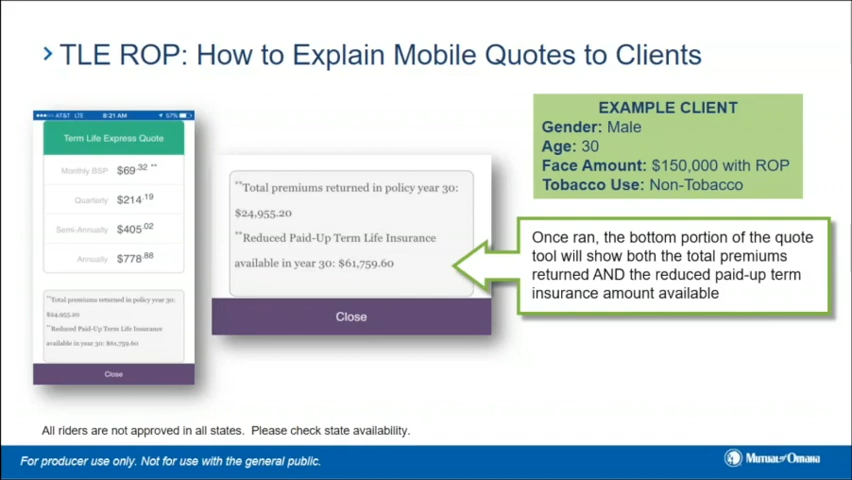 TLE ROP: How to Explain Mobile Quotes to Clients
AT&T LTE 8:21 AM 57%
Term Life Express Quote
Monthly BSP $69.32 **
Quarterly $214.19
Semi-Annually $405.02
Annually $778.88
**Total premiums returned in policy year 30:
$24,955.20
**Reduced Paid-Up Term Life Insurance
available in year 30: $61,759.60
Close
**Total premiums returned in policy year 30:
$24,955.20
**Reduced Paid-Up Term Life Insurance
available in year 30: $61,759.60
Close
EXAMPLE CLIENT
Gender: Male
Age: 30
Face Amount: $150,000 with ROP
Tobacco Use: Non-Tobacco
Once ran, the bottom portion of the quote
tool will show both the total premiums
returned AND the reduced paid-up term
insurance amount available
All riders are not approved in all states. Please check state availability.
For producer use only. Not for use with the general public.
Mutual of Omaha